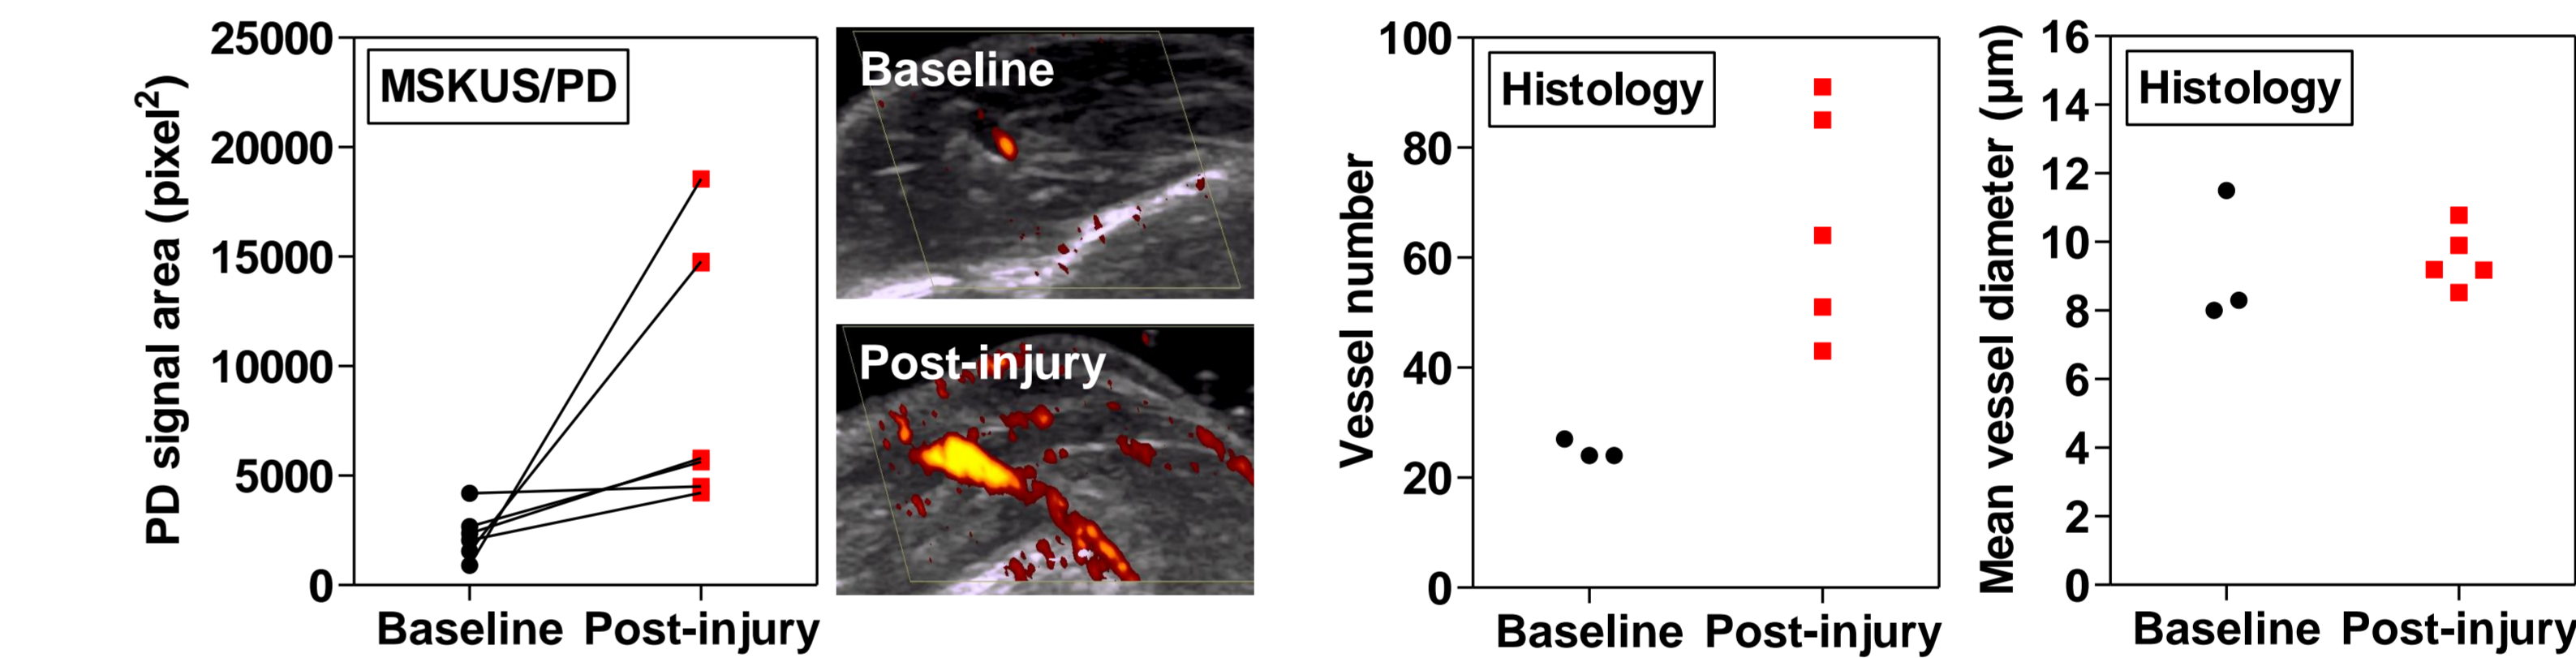 PD signal area (pixel²)
25000
20000
15000
10000
5000
0
MSKUS/PD
Baseline Post-injury
Baseline
Post-injury
Vessel number
100
80
60
40
20
0
Histology
Baseline Post-injury
Mean vessel diameter (µm)
16
14
12
10
8
6
4
2
0
Histology
Baseline Post-injury